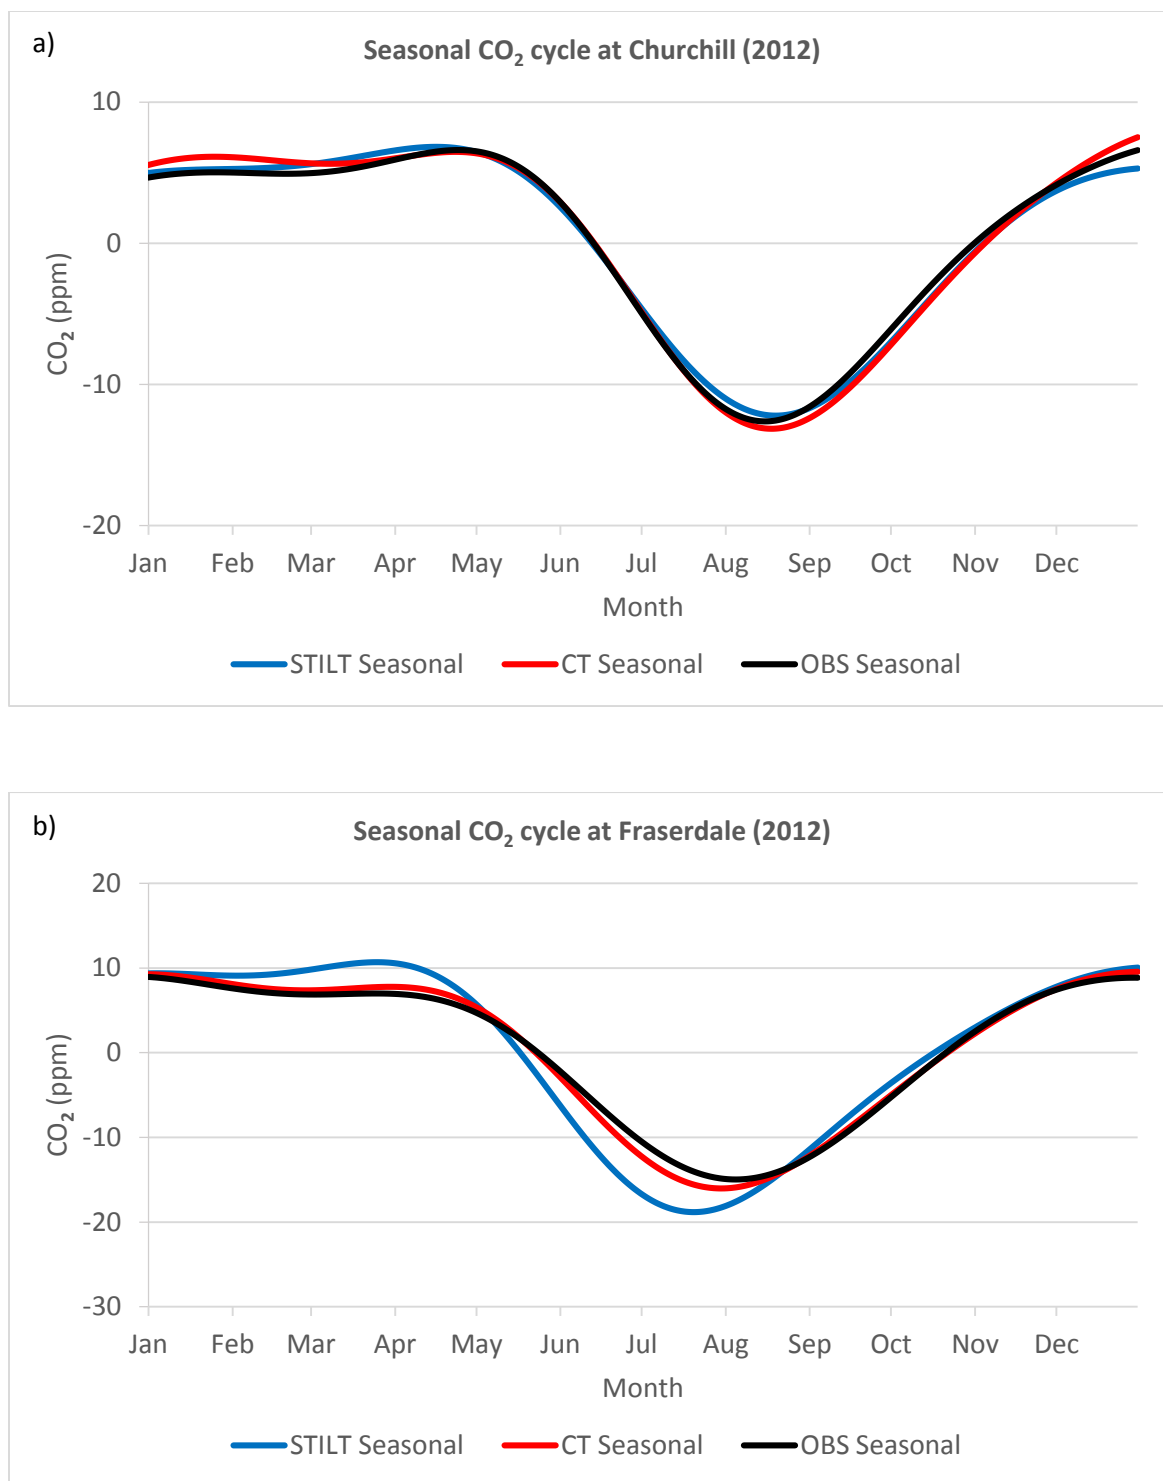 a)
Seasonal CO₂ cycle at Churchill (2012)
10
0
-10
-20
CO₂ (ppm)
Jan Feb Mar Apr May Jun Jul Aug Sep Oct Nov Dec
Month
STILT Seasonal CT Seasonal OBS Seasonal
b)
Seasonal CO₂ cycle at Fraserdale (2012)
20
10
0
-10
-20
-30
CO₂ (ppm)
Jan Feb Mar Apr May Jun Jul Aug Sep Oct Nov Dec
Month
STILT Seasonal CT Seasonal OBS Seasonal